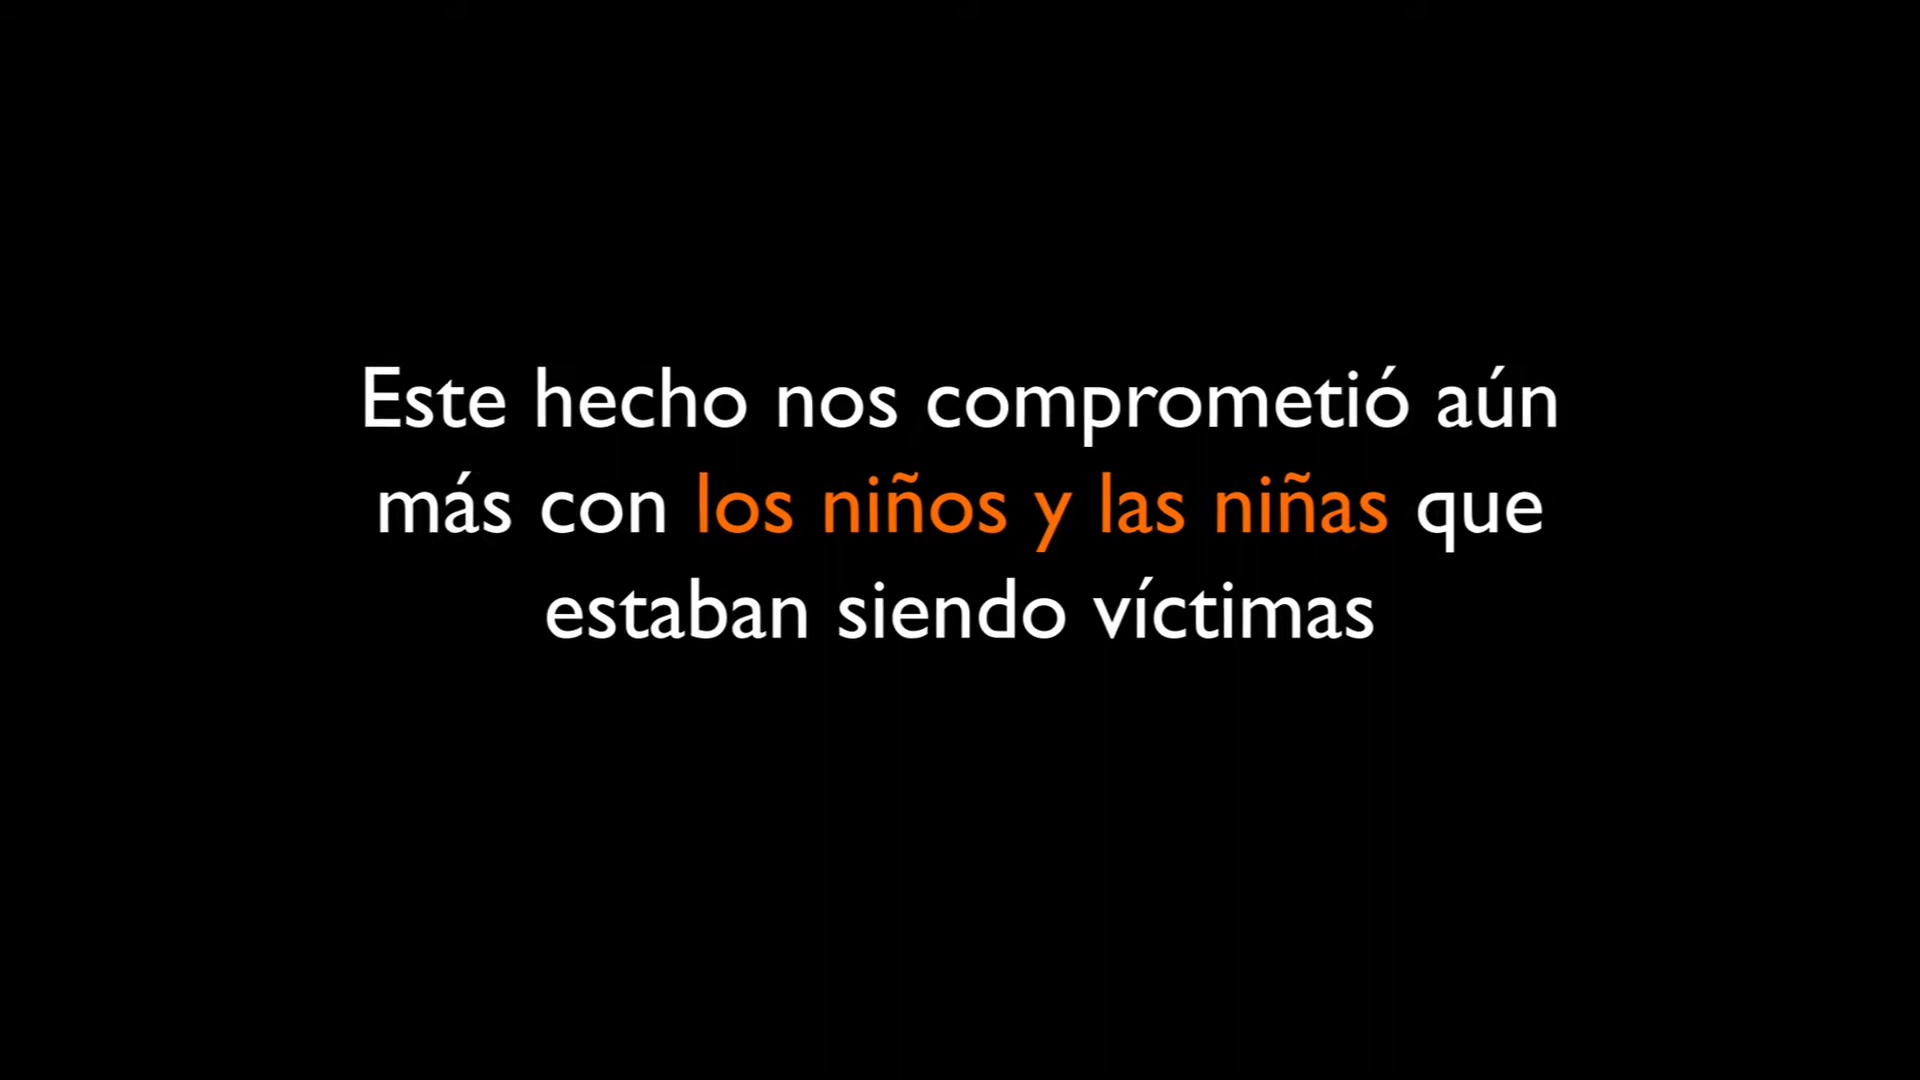 Este hecho nos comprometió aún
más con los niños y las niñas que
estaban siendo víctimas